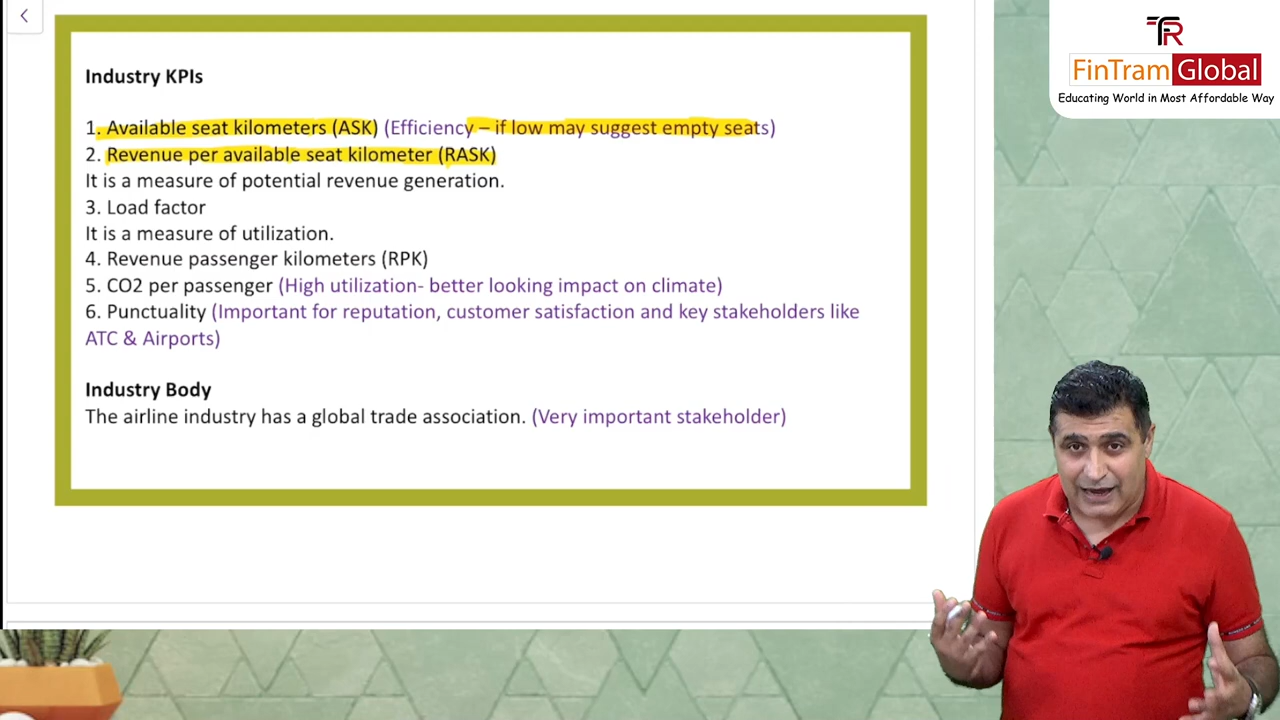 Industry KPIs
1. Available seat kilometers (ASK) (Efficiency – if low may suggest empty seats)
2. Revenue per available seat kilometer (RASK)
It is a measure of potential revenue generation.
3. Load factor
It is a measure of utilization.
4. Revenue passenger kilometers (RPK)
5. CO2 per passenger (High utilization- better looking impact on climate)
6. Punctuality (Important for reputation, customer satisfaction and key stakeholders like
ATC & Airports)
Industry Body
The airline industry has a global trade association. (Very important stakeholder)
FinTram Global
Educating World in Most Affordable Way